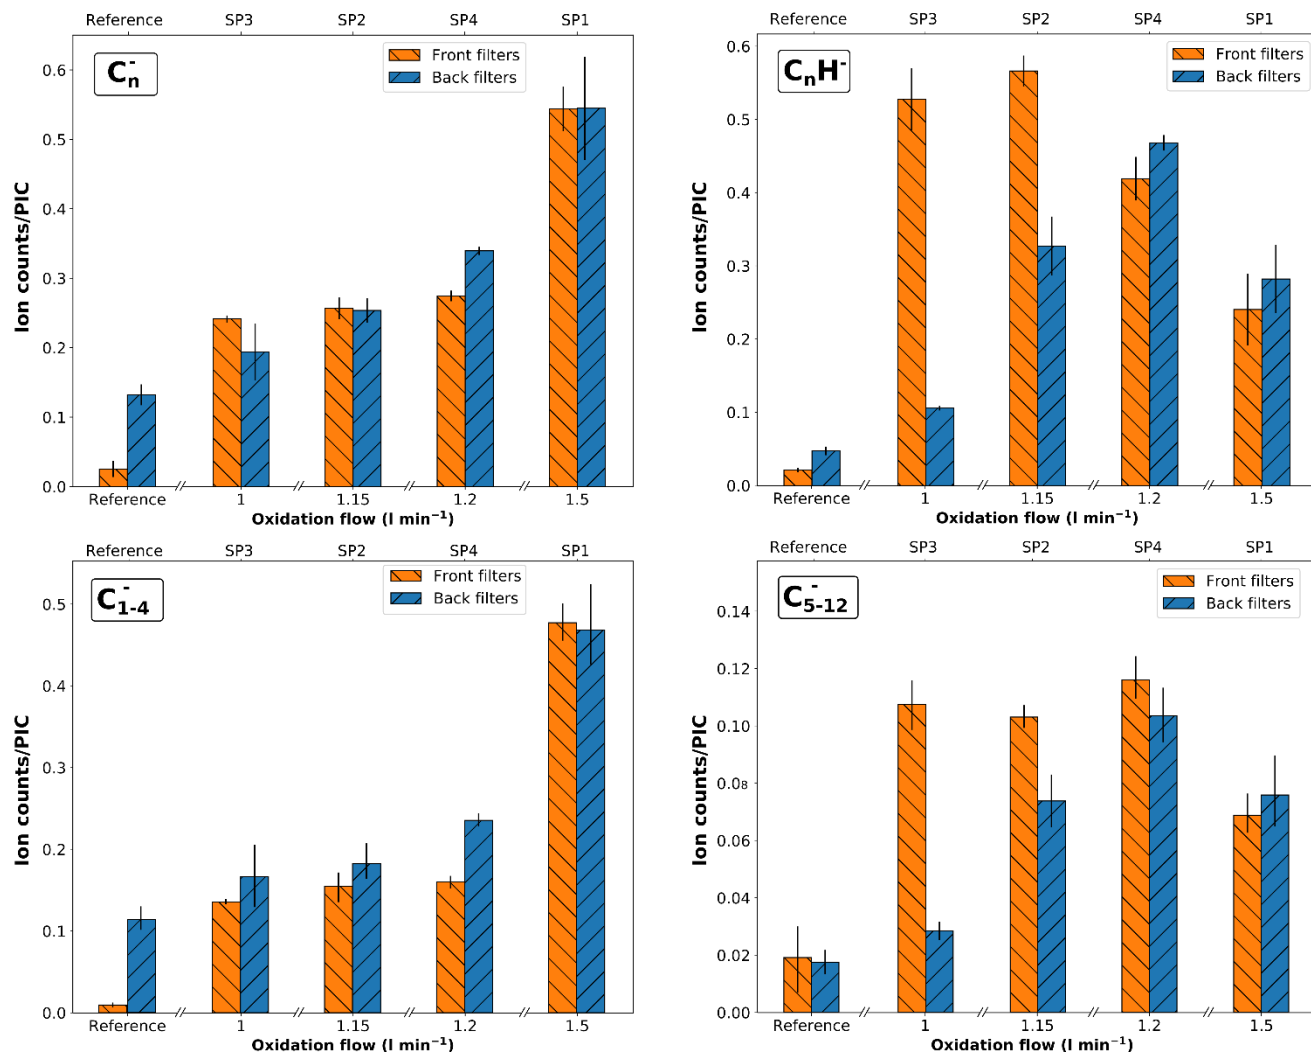 Reference SP3 SP2 SP4 SP1
C_n^-
Front filters
Back filters
Ion counts/PIC
0.6
0.5
0.4
0.3
0.2
0.1
0.0
Reference 1 1.15 1.2 1.5
Oxidation flow (l min⁻¹)
Reference SP3 SP2 SP4 SP1
C_nH^-
Front filters
Back filters
Ion counts/PIC
0.6
0.5
0.4
0.3
0.2
0.1
0.0
Reference 1 1.15 1.2 1.5
Oxidation flow (l min⁻¹)
Reference SP3 SP2 SP4 SP1
C_{1-4}^-
Front filters
Back filters
Ion counts/PIC
0.5
0.4
0.3
0.2
0.1
0.0
Reference 1 1.15 1.2 1.5
Oxidation flow (l min⁻¹)
Reference SP3 SP2 SP4 SP1
C_{5-12}^-
Front filters
Back filters
Ion counts/PIC
0.14
0.12
0.10
0.08
0.06
0.04
0.02
0.00
Reference 1 1.15 1.2 1.5
Oxidation flow (l min⁻¹)